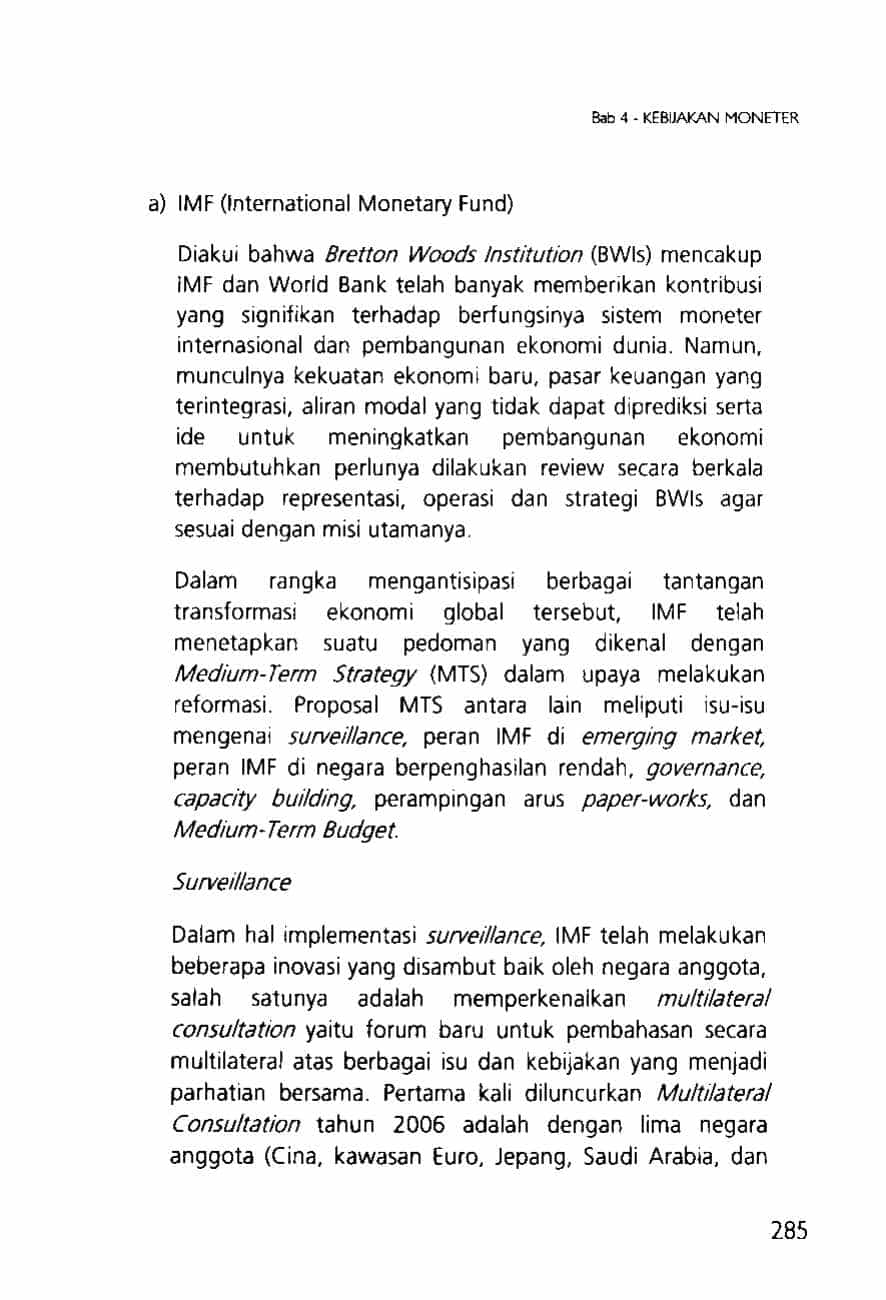 Bab 4 - KEBIJAKAN MONETER
a) IMF (International Monetary Fund)
Diakui bahwa Bretton Woods Institution (BWIs) mencakup
IMF dan World Bank telah banyak memberikan kontribusi
yang signifikan terhadap berfungsinya sistem moneter
internasional dan pembangunan ekonomi dunia. Namun,
munculnya kekuatan ekonomi baru, pasar keuangan yang
terintegrasi, aliran modal yang tidak dapat diprediksi serta
ide untuk meningkatkan pembangunan ekonomi
membutuhkan perlunya dilakukan review secara berkala
terhadap representasi, operasi dan strategi BWIs agar
sesuai dengan misi utamanya.
Dalam rangka mengantisipasi berbagai tantangan
transformasi ekonomi global tersebut, IMF telah
menetapkan suatu pedoman yang dikenal dengan
Medium-Term Strategy (MTS) dalam upaya melakukan
reformasi. Proposal MTS antara lain meliputi isu-isu
mengenai surveillance, peran IMF di emerging market,
peran IMF di negara berpenghasilan rendah, governance,
capacity building, perampingan arus paper-works, dan
Medium-Term Budget.
Surveillance
Dalam hal implementasi surveillance, IMF telah melakukan
beberapa inovasi yang disambut baik oleh negara anggota,
salah satunya adalah memperkenalkan multilateral
consultation yaitu forum baru untuk pembahasan secara
multilateral atas berbagai isu dan kebijakan yang menjadi
parhatian bersama. Pertama kali diluncurkan Multilateral
Consultation tahun 2006 adalah dengan lima negara
anggota (Cina, kawasan Euro, Jepang, Saudi Arabia, dan
285